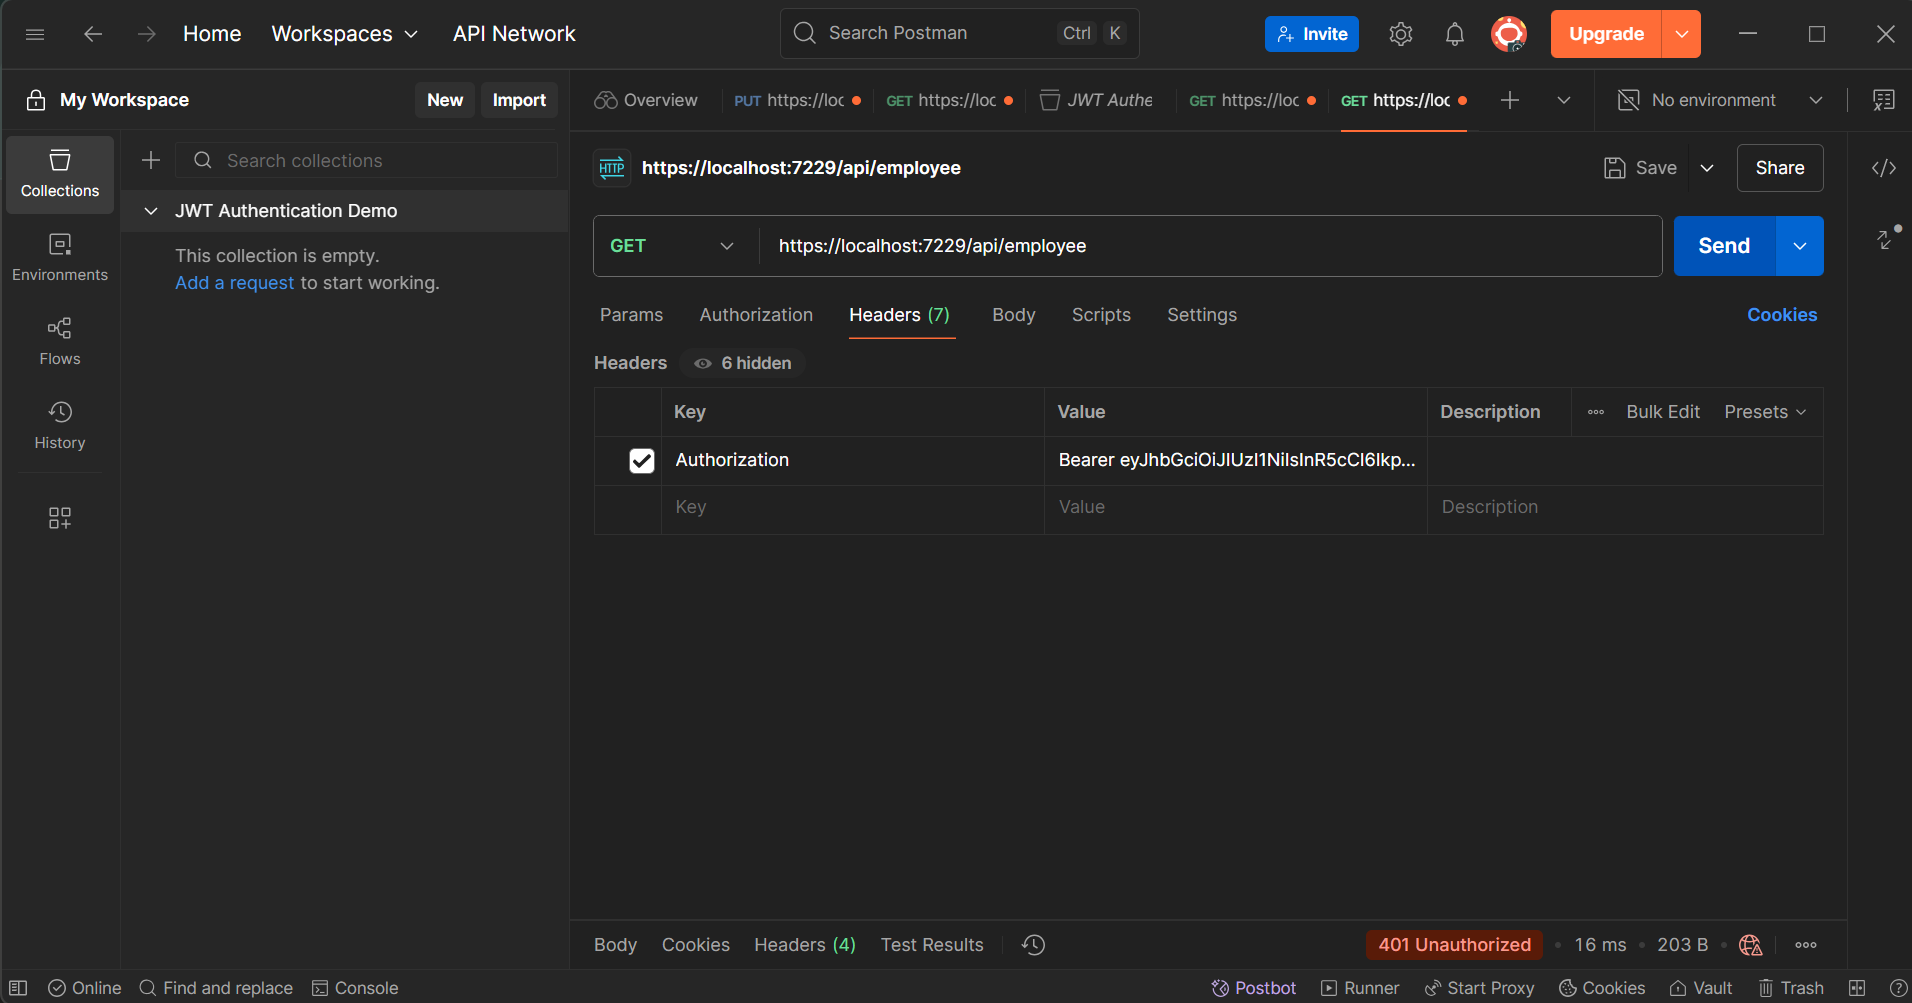 Home Workspaces API Network Search Postman Ctrl K Invite Upgrade
My Workspace New Import Overview PUT https://loc GET https://loc JWT Authe GET https://loc GET https://loc No environment
Search collections
Collections
JWT Authentication Demo
This collection is empty.
Add a request to start working.
Environments
Flows
History
HTTP https://localhost:7229/api/employee Save Share
GET https://localhost:7229/api/employee Send
Params Authorization Headers (7) Body Scripts Settings Cookies
Headers 6 hidden
Key Value Description Bulk Edit Presets
Authorization Bearer eyJhbGciOiJIUzI1NiIsInR5cCI6Ikp...
Key Value Description
Body Cookies Headers (4) Test Results 401 Unauthorized • 16 ms • 203 B •
Online Find and replace Console Postbot Runner Start Proxy Cookies Vault Trash